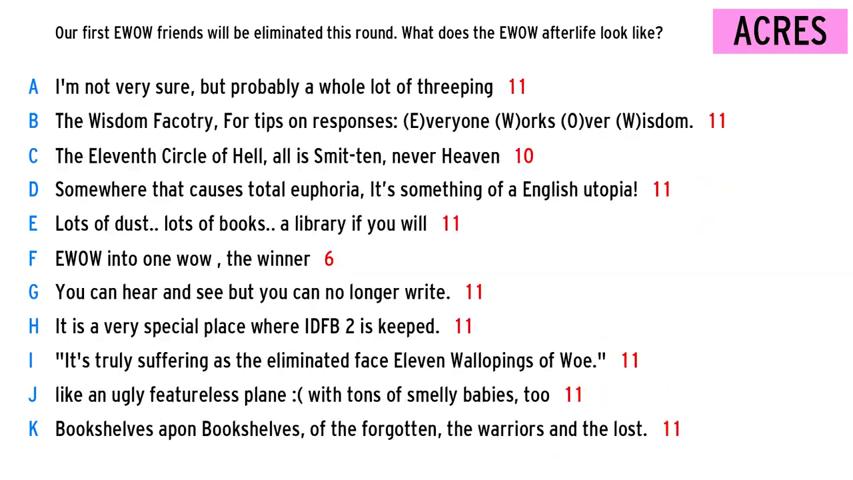 Our first EWOW friends will be eliminated this round. What does the EWOW afterlife look like?
ACRES
A I'm not very sure, but probably a whole lot of threeping 11
B The Wisdom Facotry, For tips on responses: (E)veryone (W)orks (O)ver (W)isdom. 11
C The Eleventh Circle of Hell, all is Smit-ten, never Heaven 10
D Somewhere that causes total euphoria, It's something of a English utopia! 11
E Lots of dust.. lots of books.. a library if you will 11
F EWOW into one wow , the winner 6
G You can hear and see but you can no longer write. 11
H It is a very special place where IDFB 2 is keeped. 11
I "It's truly suffering as the eliminated face Eleven Wallopings of Woe." 11
J like an ugly featureless plane :( with tons of smelly babies, too 11
K Bookshelves apon Bookshelves, of the forgotten, the warriors and the lost. 11